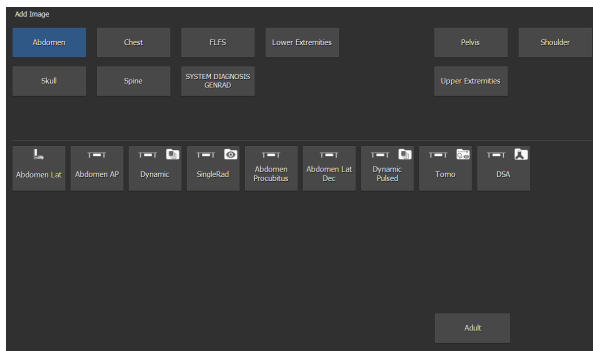 Add Image
Abdomen
Chest
FLFS
Lower Extremities
Pelvis
Shoulder
Skull
Spine
SYSTEM DIAGNOSIS
GENRAD
Upper Extremities
Abdomen Lat
Abdomen AP
Dynamic
SingleRad
Abdomen
Procubitus
Abdomen Lat
Dec
Dynamic
Pulsed
Tomo
DSA
Adult